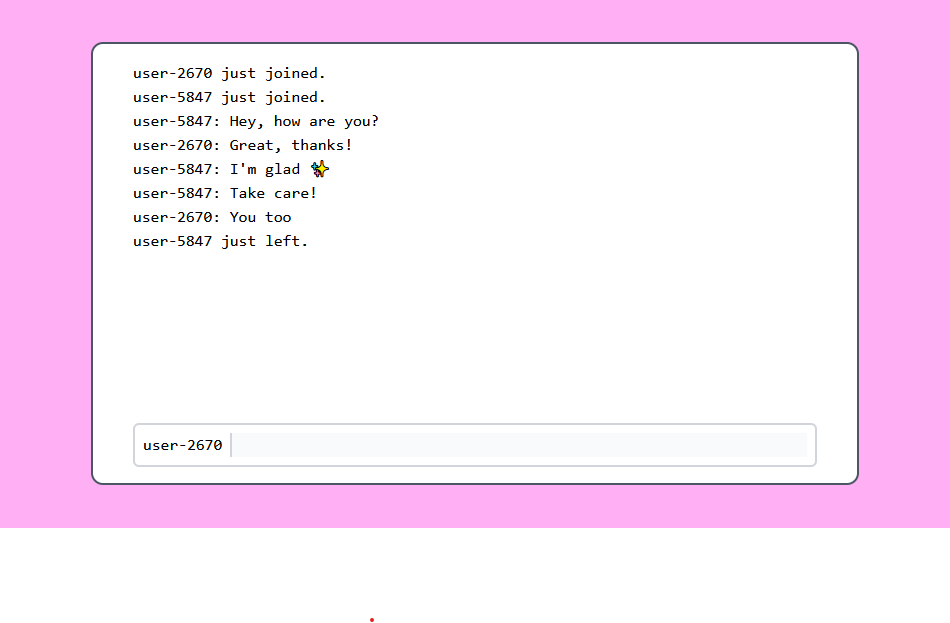 user-2670 just joined.
user-5847 just joined.
user-5847: Hey, how are you?
user-2670: Great, thanks!
user-5847: I'm glad ✨
user-5847: Take care!
user-2670: You too
user-5847 just left.
user-2670